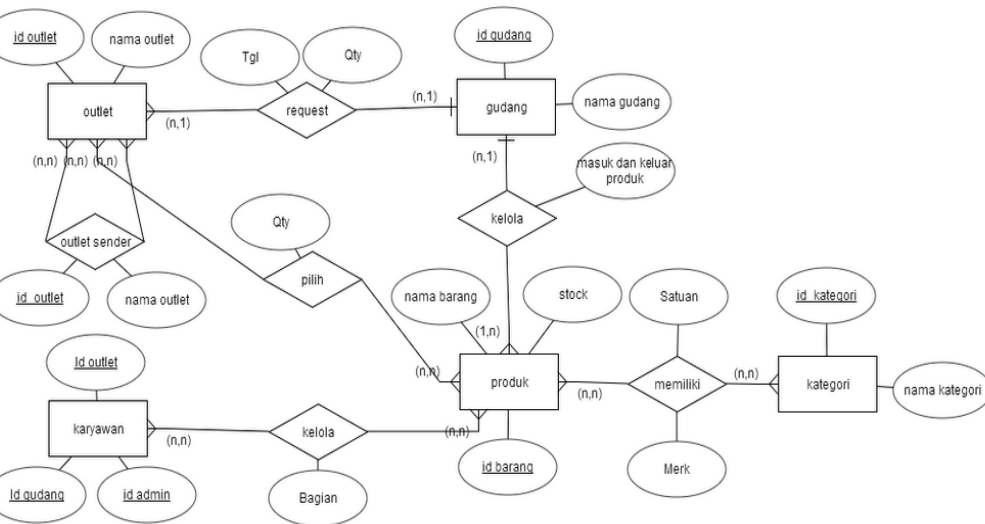 id outlet
nama outlet
Tgl
Qty
id gudang
outlet
(n,1)
request
(n,1)
gudang
nama gudang
(n,n)
(n,n)
(n,n)
(n,1)
masuk dan keluar
produk
outlet sender
Qty
kelola
id_outlet
nama outlet
pilih
nama barang
stock
Satuan
id_kategori
(1,n)
Id outlet
(n,n)
produk
(n,n)
memiliki
(n,n)
kategori
nama kategori
karyawan
(n,n)
kelola
(n,n)
Id gudang
id admin
Bagian
id barang
Merk